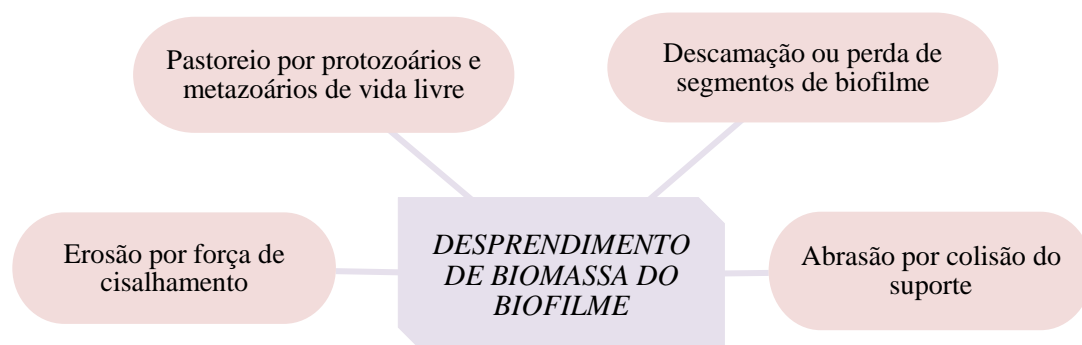 Pastoreio por protozoários e
metazoários de vida livre
Descamação ou perda de
segmentos de biofilme
Erosão por força de
cisalhamento
DESPRENDIMENTO
DE BIOMASSA DO
BIOFILME
Abrasão por colisão do
suporte